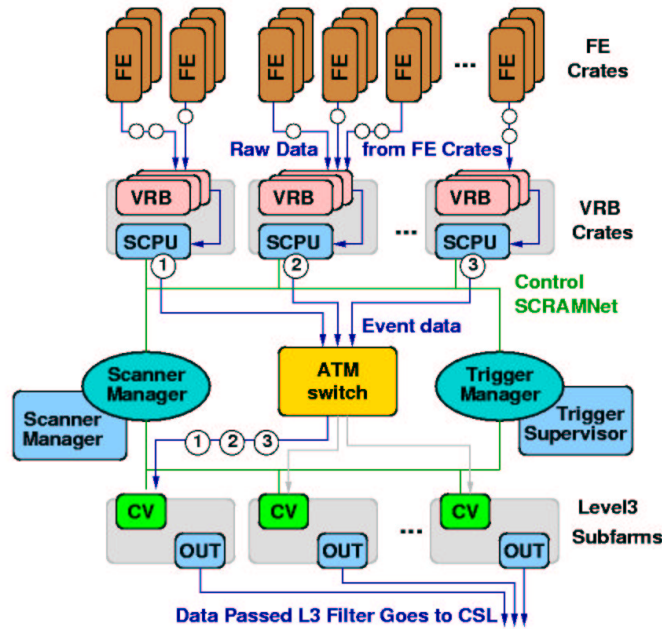 FE FE FE FE FE ... FE
FE
Crates
Raw Data
from FE Crates
VRB VRB VRB
SCPU SCPU ... SCPU
VRB
Crates
1 2 3
Control
SCRAMNet
Event data
Scanner
Manager
ATM
switch
Trigger
Manager
Scanner
Manager
Trigger
Supervisor
1 2 3
CV CV ... CV
Level3
Subfarms
OUT OUT OUT
Data Passed L3 Filter Goes to CSL